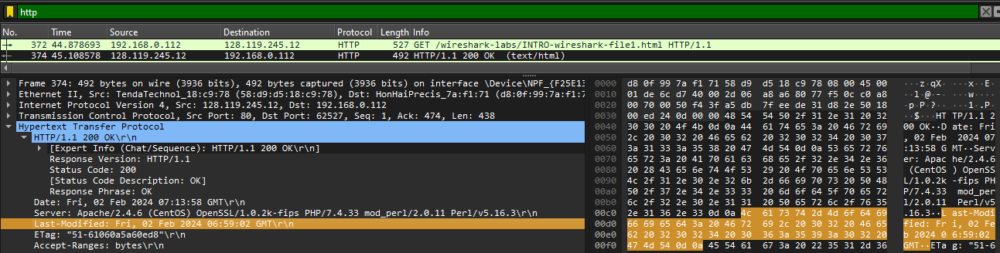 http
No. Time Source Destination Protocol Length Info
372 44.878693 192.168.0.112 128.119.245.12 HTTP 527 GET /wireshark-labs/INTRO-wireshark-file1.html HTTP/1.1
374 45.108578 128.119.245.12 192.168.0.112 HTTP 492 HTTP/1.1 200 OK (text/html)
Frame 374: 492 bytes on wire (3936 bits), 492 bytes captured (3936 bits) on interface \Device\NPF_{F25E13
Ethernet II, Src: TendaTechnol_18:c9:78 (58:d9:d5:18:c9:78), Dst: HonHaiPrecis_7a:f1:71 (d8:0f:99:7a:f1:7
Internet Protocol Version 4, Src: 128.119.245.12, Dst: 192.168.0.112
Transmission Control Protocol, Src Port: 80, Dst Port: 62527, Seq: 1, Ack: 474, Len: 438
Hypertext Transfer Protocol
HTTP/1.1 200 OK\r\n
[Expert Info (Chat/Sequence): HTTP/1.1 200 OK\r\n]
Response Version: HTTP/1.1
Status Code: 200
[Status Code Description: OK]
Response Phrase: OK
Date: Fri, 02 Feb 2024 07:13:58 GMT\r\n
Server: Apache/2.4.6 (CentOS) OpenSSL/1.0.2k-fips PHP/7.4.33 mod_perl/2.0.11 Perl/v5.16.3\r\n
Last-Modified: Fri, 02 Feb 2024 06:59:02 GMT\r\n
ETag: "51-61060a5a60ed8"\r\n
Accept-Ranges: bytes\r\n
0000 d8 0f 99 7a f1 71 58 d9 d5 18 c9 78 08 00 45 00 ···z·qX· ···x··E·
0010 01 de 6c d7 40 00 2d 06 a8 a6 80 77 f5 0c c0 a8 ··l·@·-· ···w····
0020 00 70 00 50 f4 3f a5 db 7f ee de 31 d8 2e 50 18 ·p·P·?·· ···1·.P·
0030 00 ed 24 0d 00 00 48 54 54 50 2f 31 2e 31 20 32 ··$···HT TP/1.1 2
0040 30 30 20 4f 4b 0d 0a 44 61 74 65 3a 20 46 72 69 00 OK··D ate: Fri
0050 2c 20 30 32 20 46 65 62 20 32 30 32 34 20 30 37 , 02 Feb 2024 07
0060 3a 31 33 3a 35 38 20 47 4d 54 0d 0a 53 65 72 76 :13:58 G MT··Serv
0070 65 72 3a 20 41 70 61 63 68 65 2f 32 2e 34 2e 36 er: Apac he/2.4.6
0080 20 28 43 65 6e 74 4f 53 29 20 4f 70 65 6e 53 53 (CentOS ) OpenSS
0090 4c 2f 31 2e 30 2e 32 6b 2d 66 69 70 73 20 50 48 L/1.0.2k -fips PH
00a0 50 2f 37 2e 34 2e 33 33 20 6d 6f 64 5f 70 65 72 P/7.4.33 mod_per
00b0 6c 2f 32 2e 30 2e 31 31 20 50 65 72 6c 2f 76 35 l/2.0.11 Perl/v5
00c0 2e 31 36 2e 33 0d 0a 4c 61 73 74 2d 4d 6f 64 69 .16.3··L ast-Modi
00d0 66 69 65 64 3a 20 46 72 69 2c 20 30 32 20 46 65 fied: Fr i, 02 Fe
00e0 62 20 32 30 32 34 20 30 36 3a 35 39 3a 30 32 20 b 2024 0 6:59:02
00f0 47 4d 54 0d 0a 45 54 61 67 3a 20 22 35 31 2d 36 GMT··ETa g: "51-6